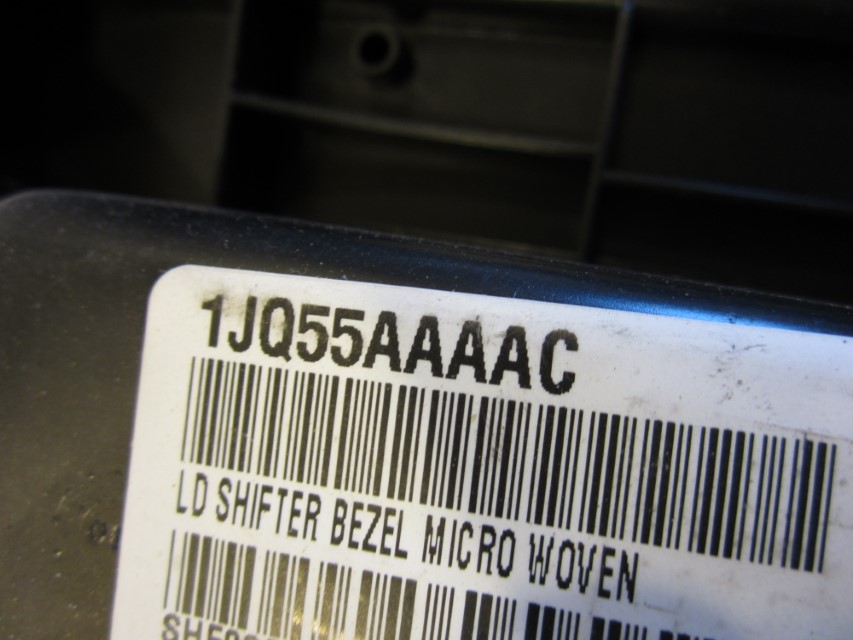 1JQ55AAAAC
LD SHIFTER BEZEL MICRO WOVEN